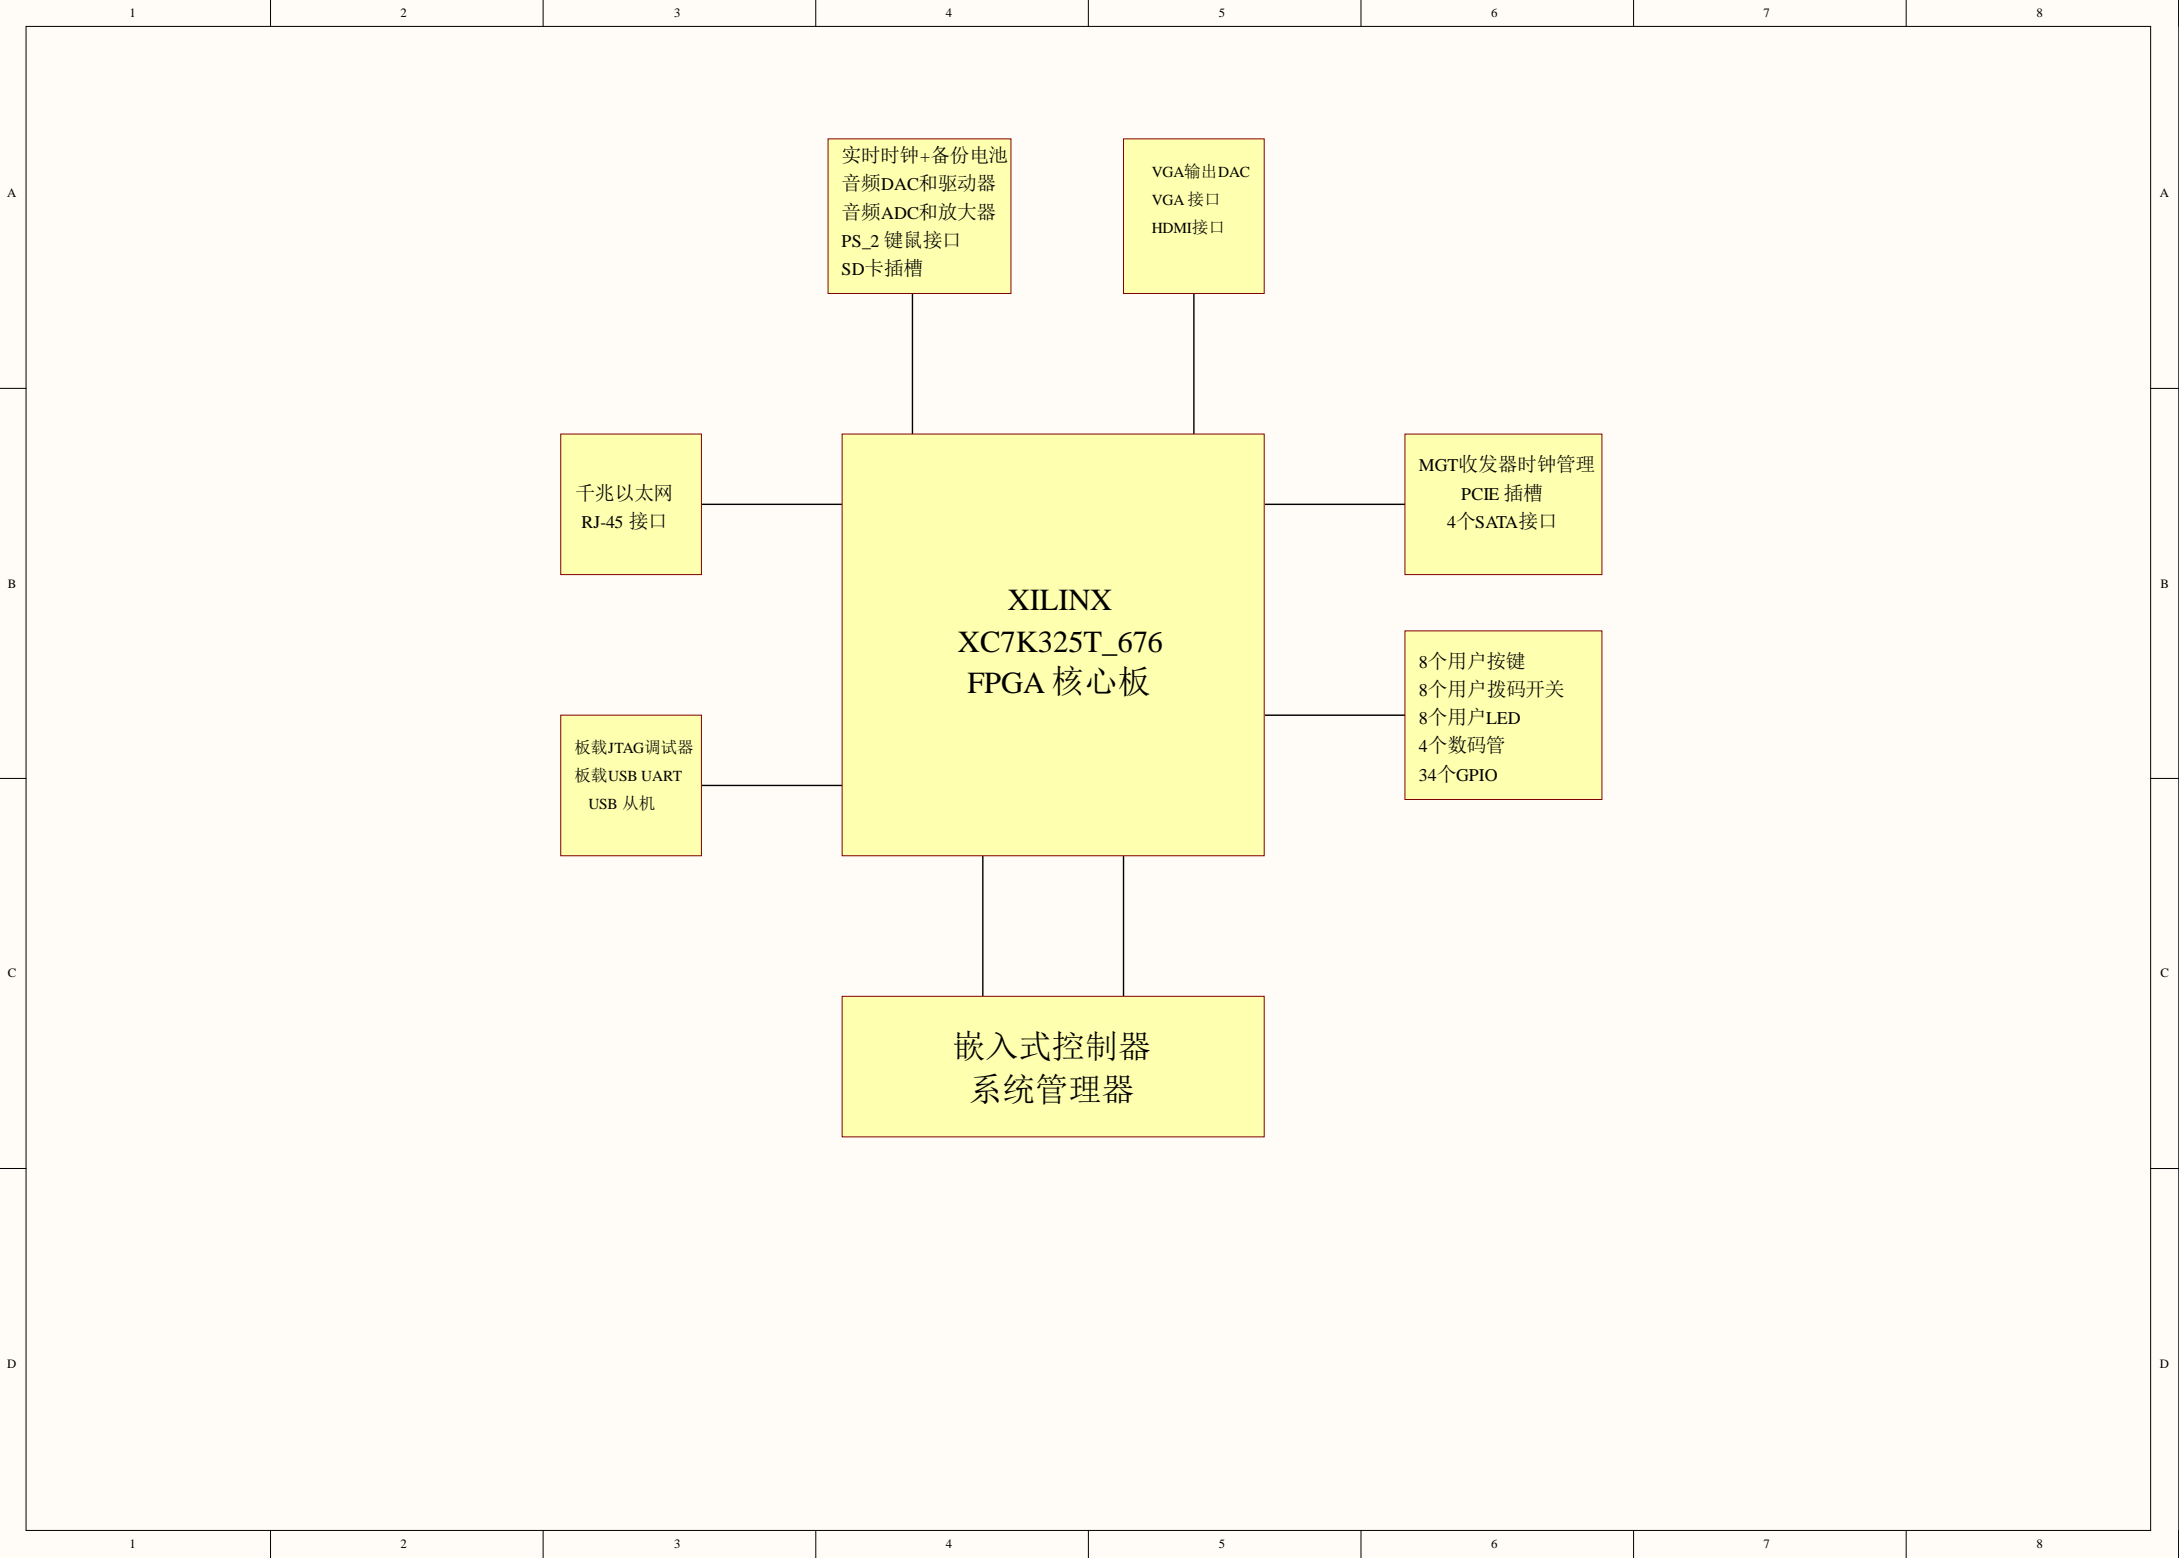 1 2 3 4 5 6 7 8
A A
实时时钟+备份电池
音频DAC和驱动器
音频ADC和放大器
PS_2 键鼠接口
SD卡插槽
VGA输出DAC
VGA 接口
HDMI接口
千兆以太网
RJ-45 接口
MGT收发器时钟管理
PCIE 插槽
4个SATA接口
B B
XILINX
XC7K325T_676
FPGA 核心板
8个用户按键
8个用户拨码开关
8个用户LED
4个数码管
34个GPIO
板载JTAG调试器
板载USB UART
USB 从机
C C
嵌入式控制器
系统管理器
D D
1 2 3 4 5 6 7 8